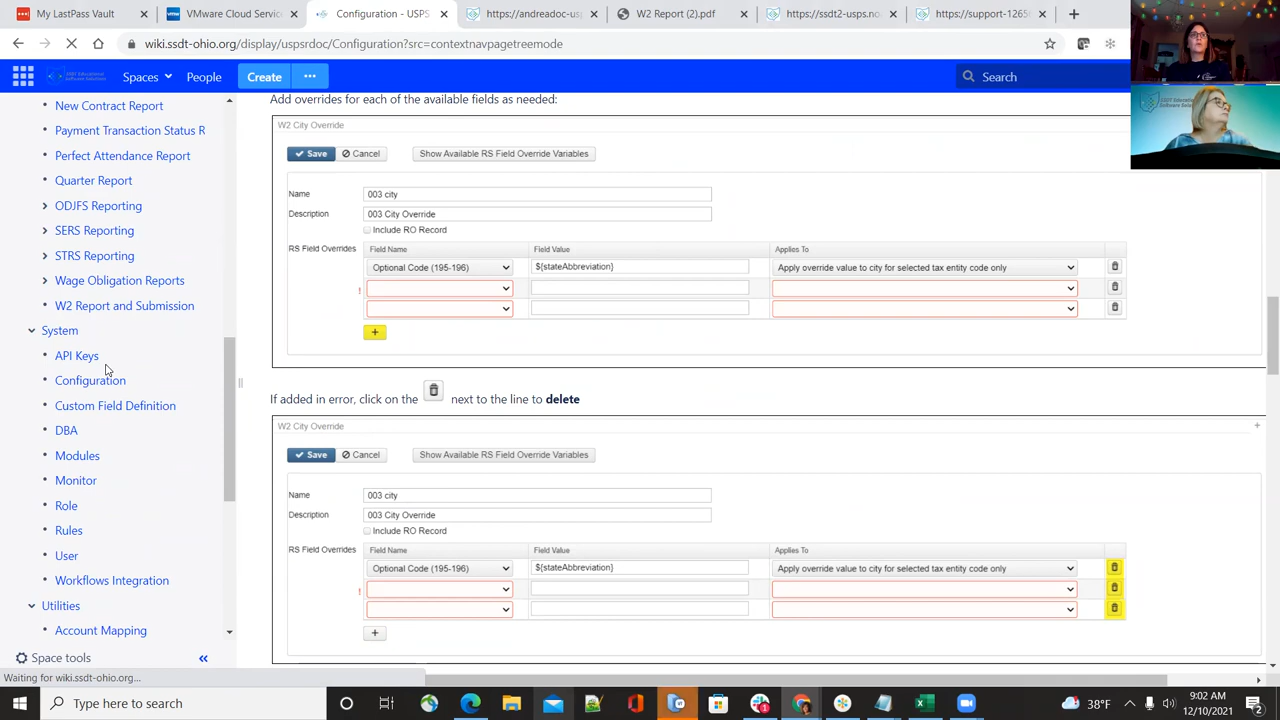 My LastPass Vault
VMware Cloud Service
Configuration - USPS
https://andreadoc-us
W2 Report (2).pdf
https://ssdt2-usps.no
https://support-1265
wiki.ssdt-ohio.org/display/uspsrdoc/Configuration?src=contextnavpagetreemode
Spaces
People
Create
Search
New Contract Report
Payment Transaction Status R
Perfect Attendance Report
Quarter Report
ODJFS Reporting
SERS Reporting
STRS Reporting
Wage Obligation Reports
W2 Report and Submission
System
API Keys
Configuration
Custom Field Definition
DBA
Modules
Monitor
Role
Rules
User
Workflows Integration
Utilities
Account Mapping
Space tools
Waiting for wiki.ssdt-ohio.org...
Add overrides for each of the available fields as needed:
W2 City Override
Save Cancel Show Available RS Field Override Variables
Name 003 city
Description 003 City Override
Include RO Record
RS Field Overrides Field Name Field Value Applies To
Optional Code (195-196) ${stateAbbreviation} Apply override value to city for selected tax entity code only
!
+
If added in error, click on the next to the line to delete
W2 City Override
Save Cancel Show Available RS Field Override Variables
Name 003 city
Description 003 City Override
Include RO Record
RS Field Overrides Field Name Field Value Applies To
Optional Code (195-196) ${stateAbbreviation} Apply override value to city for selected tax entity code only
!
+
Type here to search
38°F
9:02 AM
12/10/2021